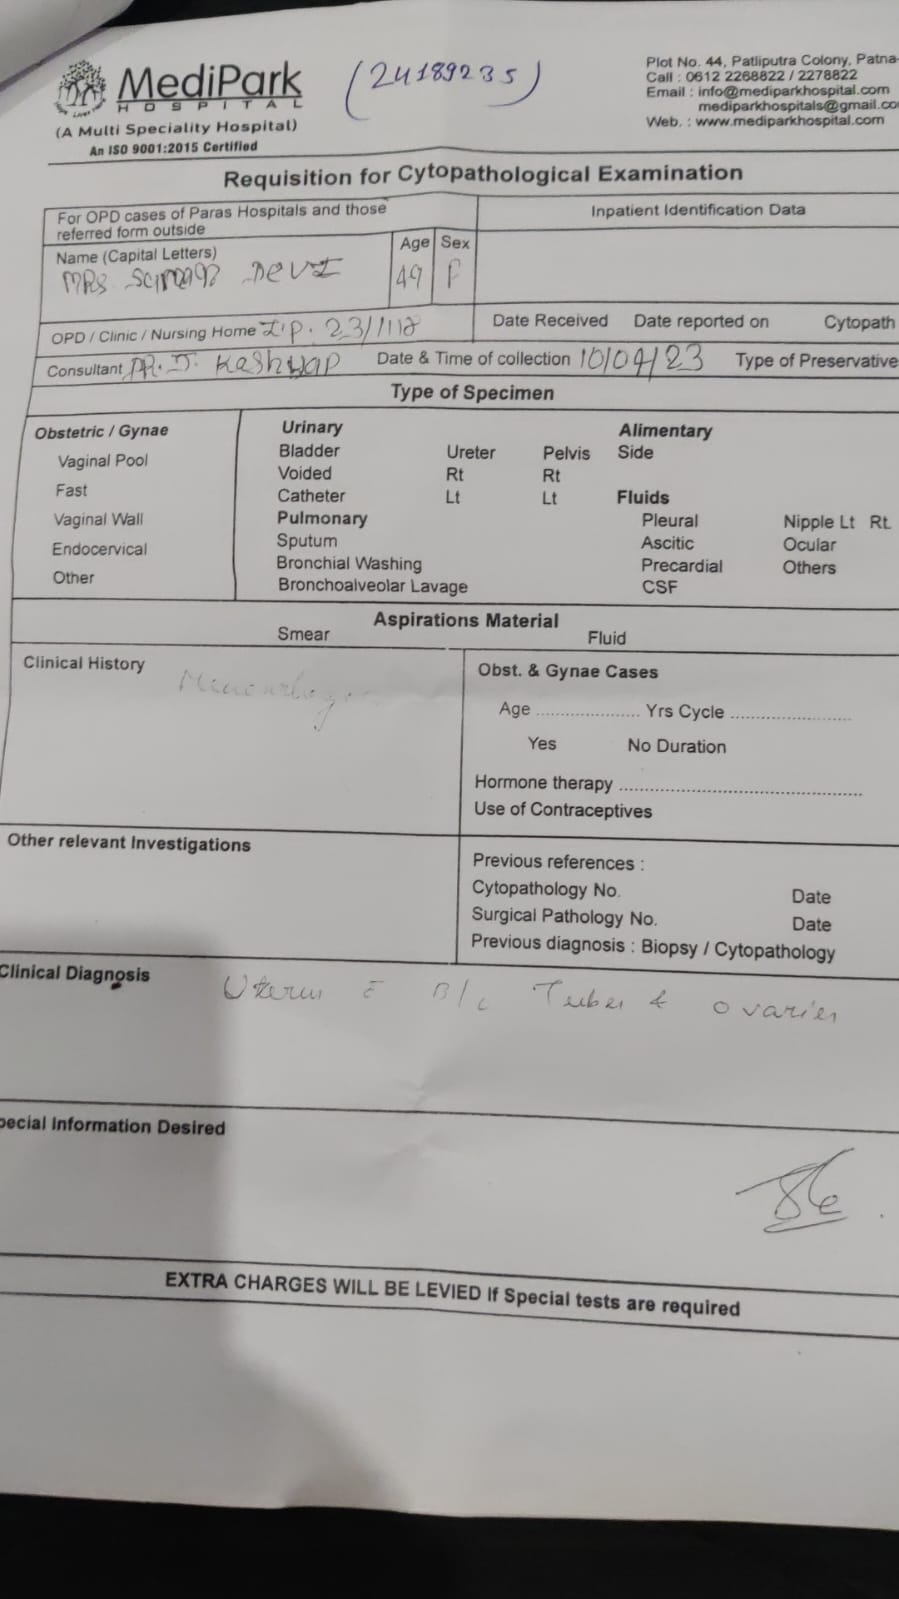 MediPark
HOSPITAL
(A Multi Speciality Hospital)
An ISO 9001:2015 Certified
(24189235)
Plot No. 44, Patliputra Colony, Patna-
Call : 0612 2268822 / 2278822
Email : info@mediparkhospital.com
mediparkhospitals@gmail.co
Web. : www.mediparkhospital.com
Requisition for Cytopathological Examination
For OPD cases of Paras Hospitals and those
referred form outside
Inpatient Identification Data
Name (Capital Letters) Age Sex
MRS. DEVI 49 F
OPD / Clinic / Nursing Home I.P. 23/1118 Date Received Date reported on Cytopath
Consultant DR. J. Keshwap Date & Time of collection 10/04/23 Type of Preservative
Type of Specimen
Obstetric / Gynae
Vaginal Pool
Fast
Vaginal Wall
Endocervical
Other
Urinary
Bladder Ureter Pelvis
Voided Rt Rt
Catheter Lt Lt
Pulmonary
Sputum
Bronchial Washing
Bronchoalveolar Lavage
Alimentary
Side
Fluids
Pleural Nipple Lt Rt.
Ascitic Ocular
Precardial Others
CSF
Aspirations Material
Smear Fluid
Clinical History
Obst. & Gynae Cases
Age .................... Yrs Cycle ....................
Yes No Duration
Hormone therapy ........................................
Use of Contraceptives
Other relevant Investigations
Previous references :
Cytopathology No. Date
Surgical Pathology No. Date
Previous diagnosis : Biopsy / Cytopathology
Clinical Diagnosis Uterus c̄ B/L Tubes & ovaries
pecial Information Desired
EXTRA CHARGES WILL BE LEVIED If Special tests are required